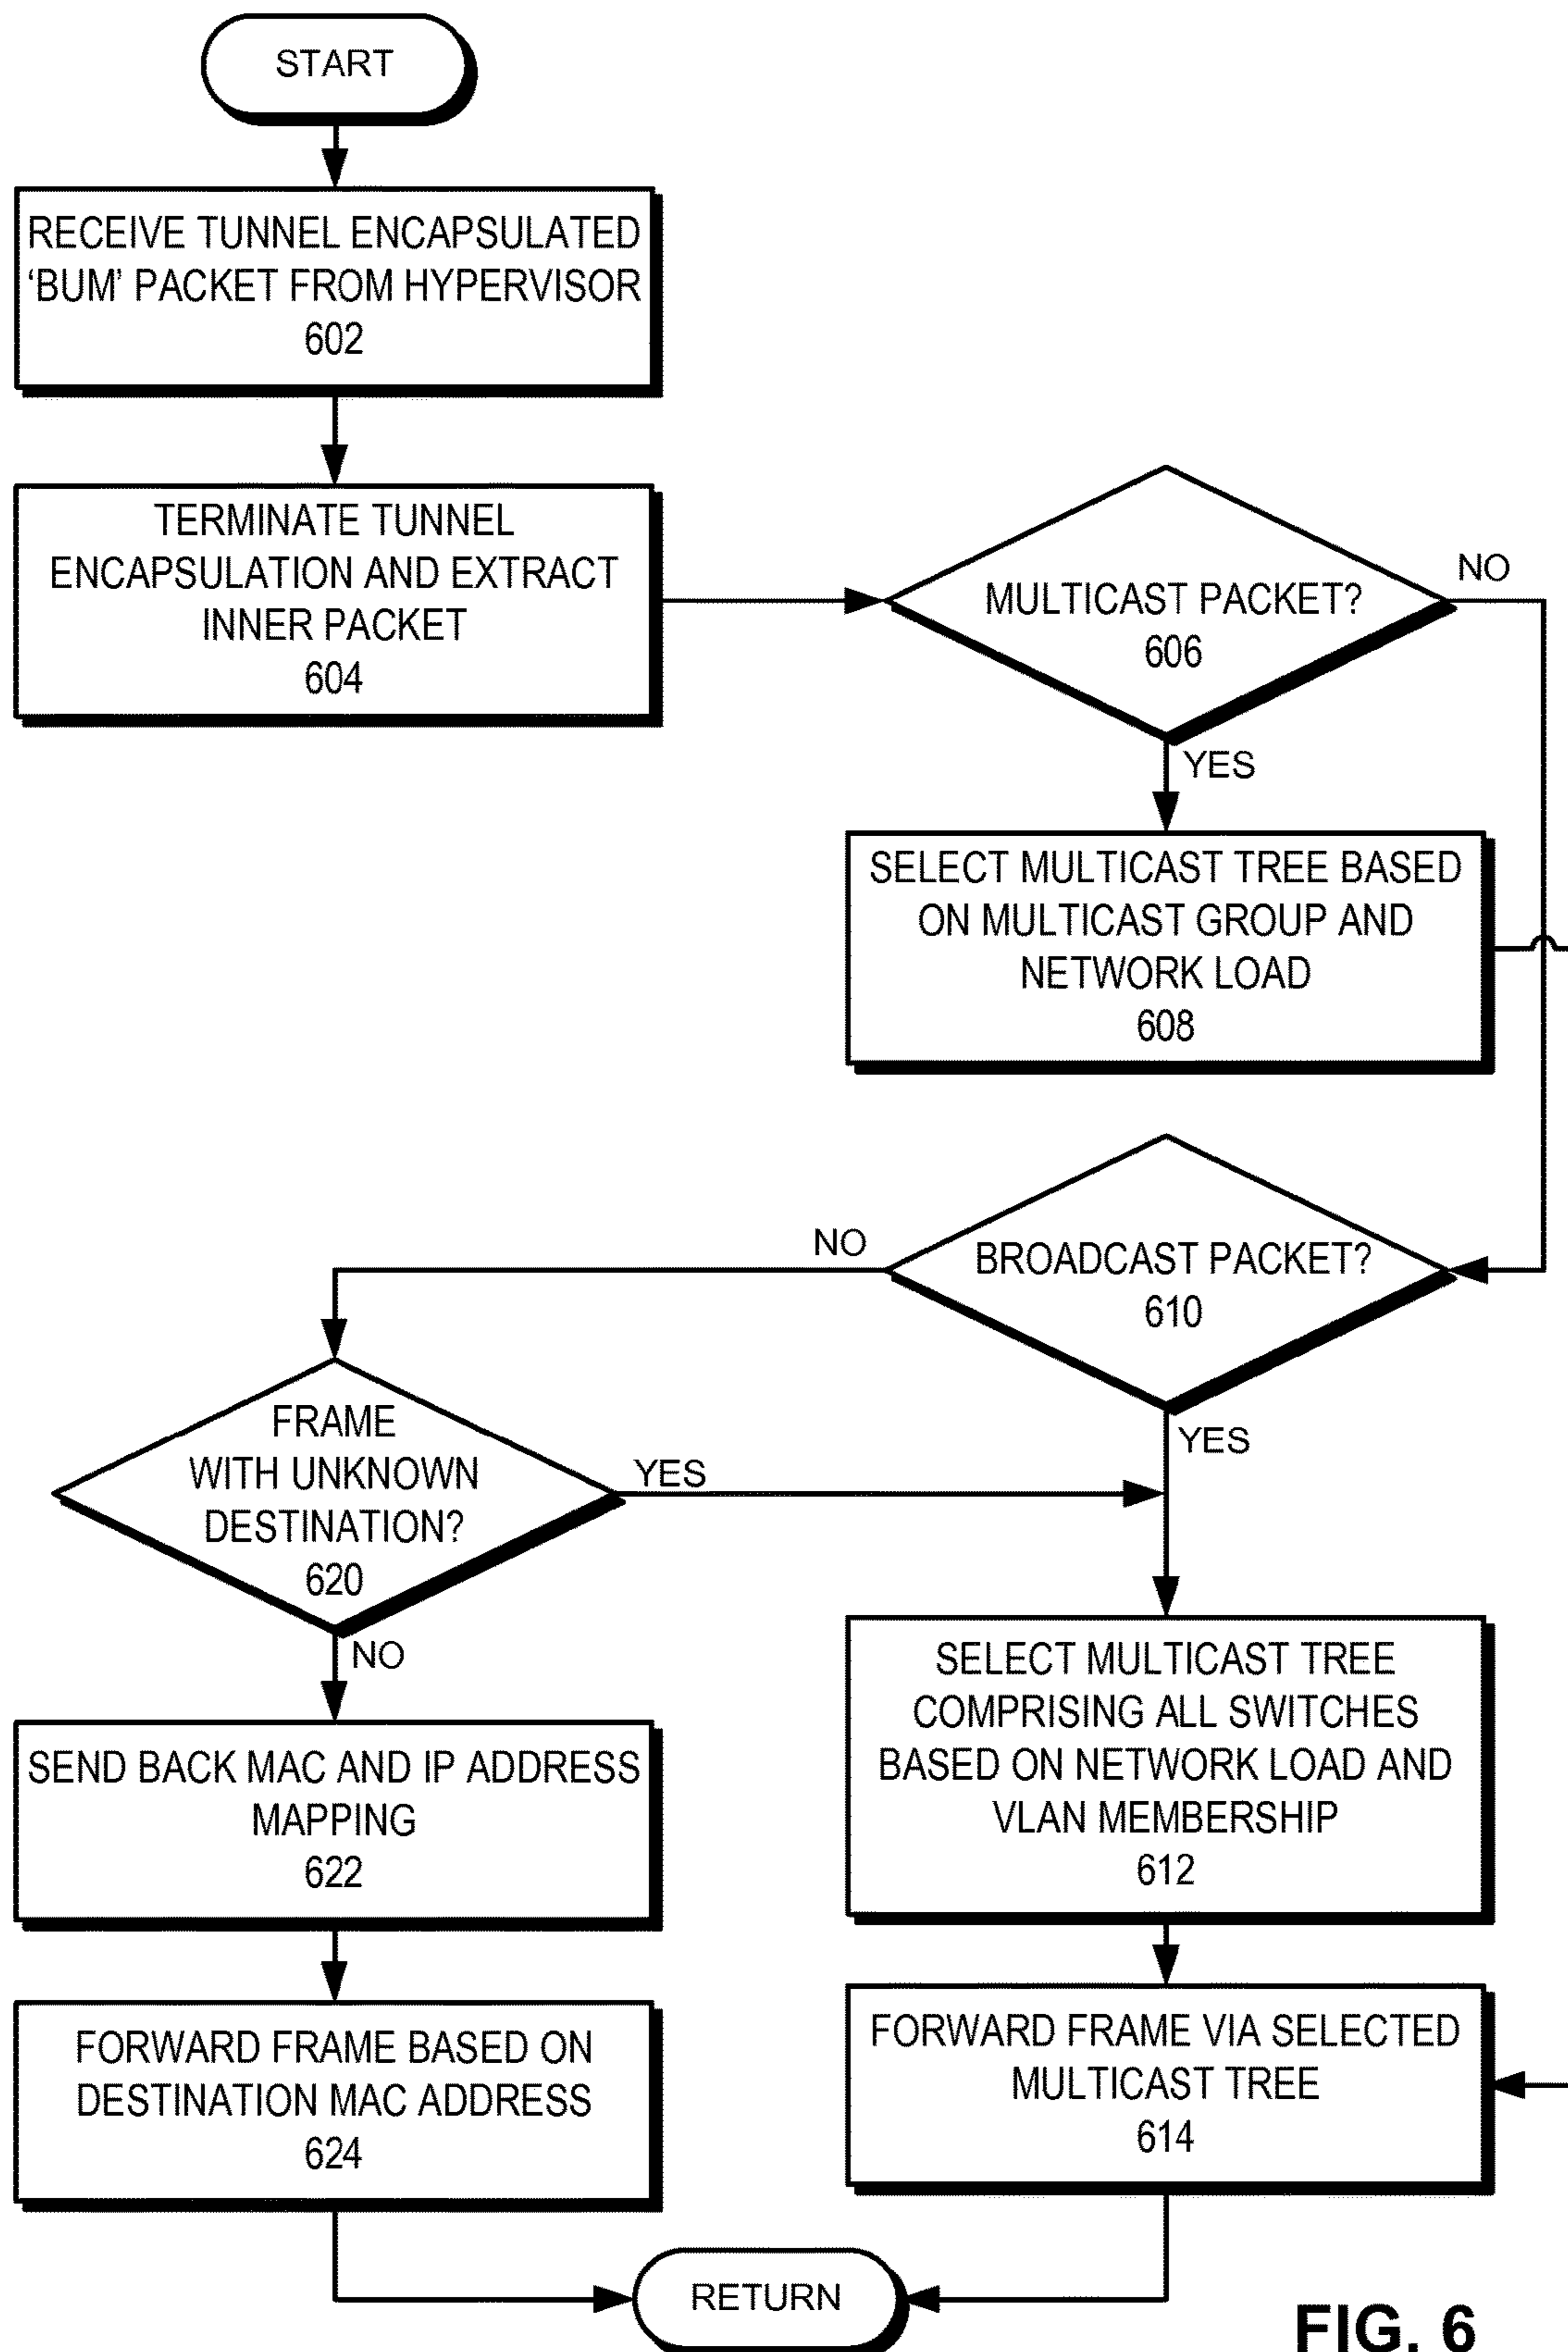 START
RECEIVE TUNNEL ENCAPSULATED
‘BUM’ PACKET FROM HYPERVISOR
602
TERMINATE TUNNEL
ENCAPSULATION AND EXTRACT
INNER PACKET
604
MULTICAST PACKET?
606
NO
YES
SELECT MULTICAST TREE BASED
ON MULTICAST GROUP AND
NETWORK LOAD
608
BROADCAST PACKET?
610
NO
YES
FRAME
WITH UNKNOWN
DESTINATION?
620
YES
NO
SELECT MULTICAST TREE
COMPRISING ALL SWITCHES
BASED ON NETWORK LOAD AND
VLAN MEMBERSHIP
612
SEND BACK MAC AND IP ADDRESS
MAPPING
622
FORWARD FRAME BASED ON
DESTINATION MAC ADDRESS
624
FORWARD FRAME VIA SELECTED
MULTICAST TREE
614
RETURN
FIG. 6